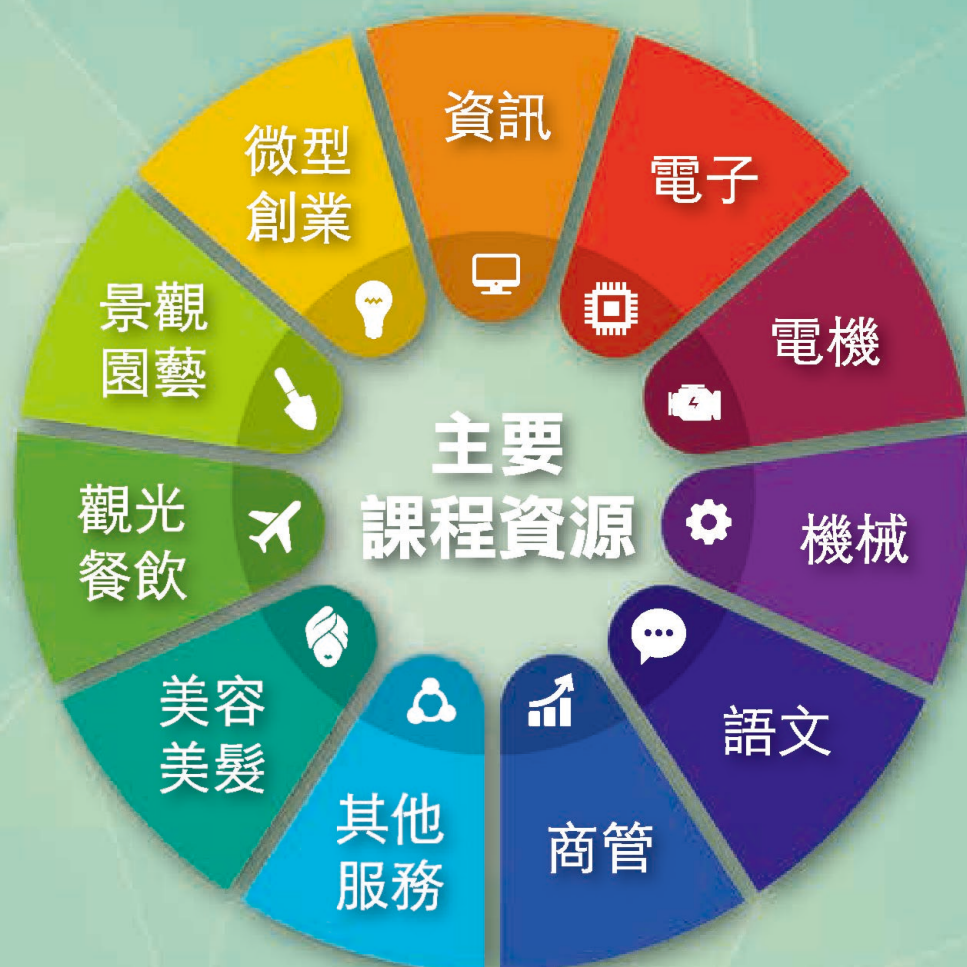 主要
課程資源
資訊
電子
電機
機械
語文
商管
其他
服務
美容
美髮
觀光
餐飲
景觀
園藝
微型
創業